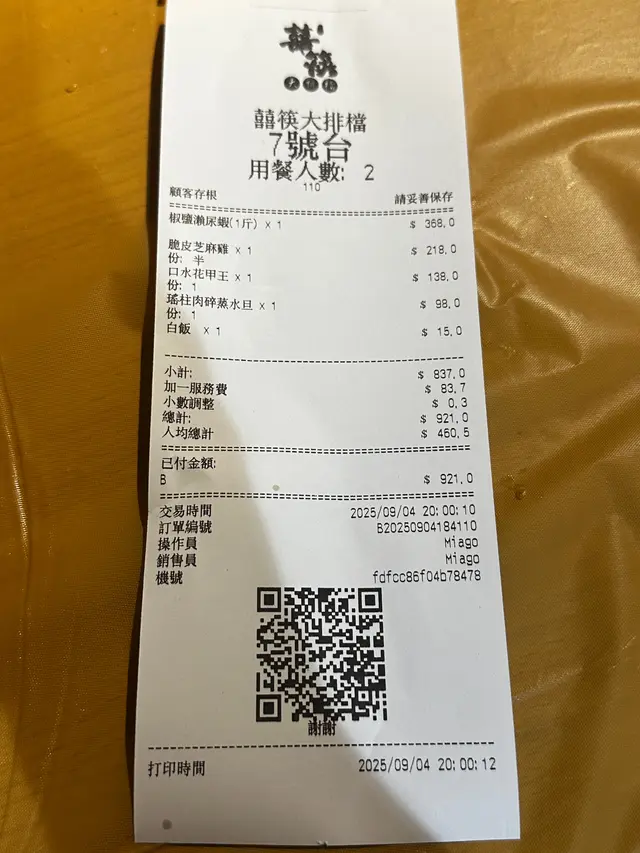 囍筷
大排檔
囍筷大排檔
7號台
用餐人數: 2
110
顧客存根 請妥善保存
椒鹽瀨尿蝦(1斤) x 1 $ 368.0
脆皮芝麻雞 x 1 $ 218.0
份: 半
口水花甲王 x 1 $ 138.0
份: 1
瑤柱肉碎蒸水旦 x 1 $ 98.0
份: 1
白飯 x 1 $ 15.0
小計: $ 837.0
加一服務費 $ 83.7
小數調整 $ 0.3
總計: $ 921.0
人均總計 $ 460.5
已付金額:
B $ 921.0
交易時間 2025/09/04 20:00:10
訂單編號 B20250904184110
操作員 Miago
銷售員 Miago
機號 fdfcc86f04b78478
謝謝
打印時間 2025/09/04 20:00:12